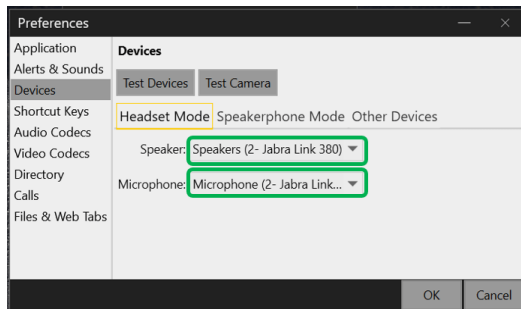 Preferences
Application
Alerts & Sounds
Devices
Shortcut Keys
Audio Codecs
Video Codecs
Directory
Calls
Files & Web Tabs
Devices
Test Devices Test Camera
Headset Mode Speakerphone Mode Other Devices
Speaker: Speakers (2- Jabra Link 380)
Microphone: Microphone (2- Jabra Link...
OK Cancel